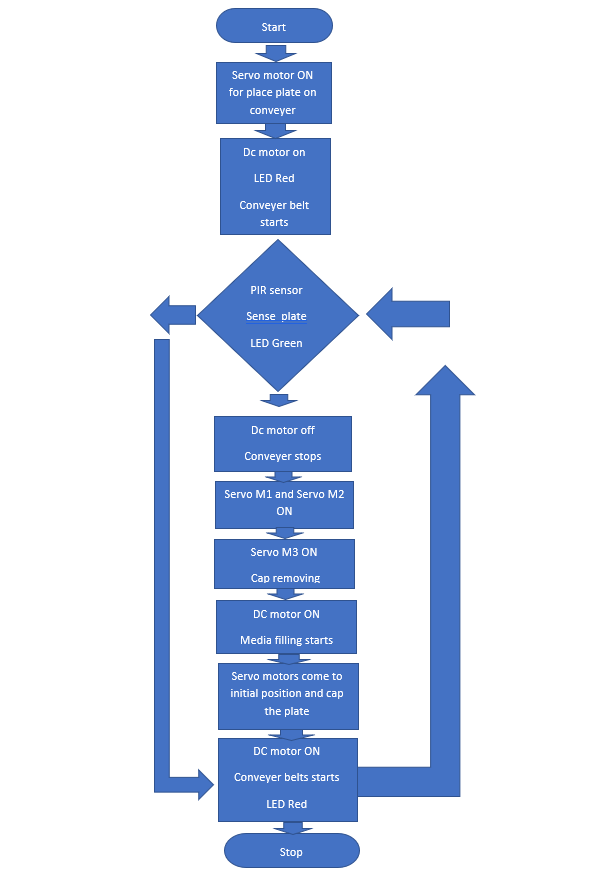 Start
Servo motor ON
for place plate on
conveyer
Dc motor on
LED Red
Conveyer belt
starts
PIR sensor
Sense plate
LED Green
Dc motor off
Conveyer stops
Servo M1 and Servo M2
ON
Servo M3 ON
Cap removing
DC motor ON
Media filling starts
Servo motors come to
initial position and cap
the plate
DC motor ON
Conveyer belts starts
LED Red
Stop